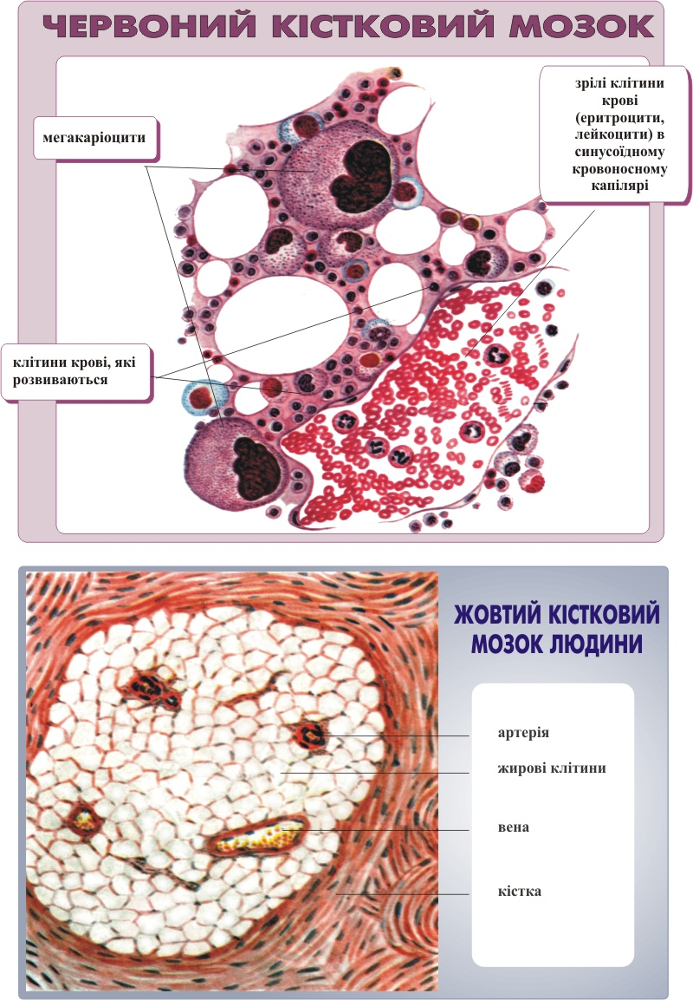 ЧЕРВОНИЙ КІСТКОВИЙ МОЗОК
мегакаріоцити
зрілі клітини
крові
(еритроцити,
лейкоцити) в
синусоїдному
кровоносному
капілярі
клітини крові, які
розвиваються
ЖОВТИЙ КІСТКОВИЙ
МОЗОК ЛЮДИНИ
артерія
жирові клітини
вена
кістка